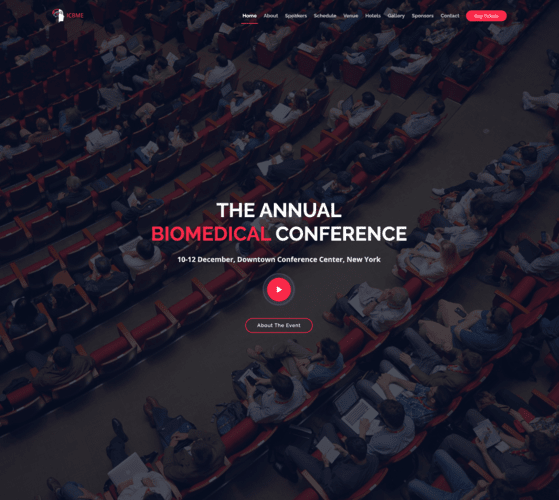 ICBME
Home About Speakers Schedule Venue Hotels Gallery Sponsors Contact Buy Tickets
THE ANNUAL
BIOMEDICAL CONFERENCE
10-12 December, Downtown Conference Center, New York
About The Event